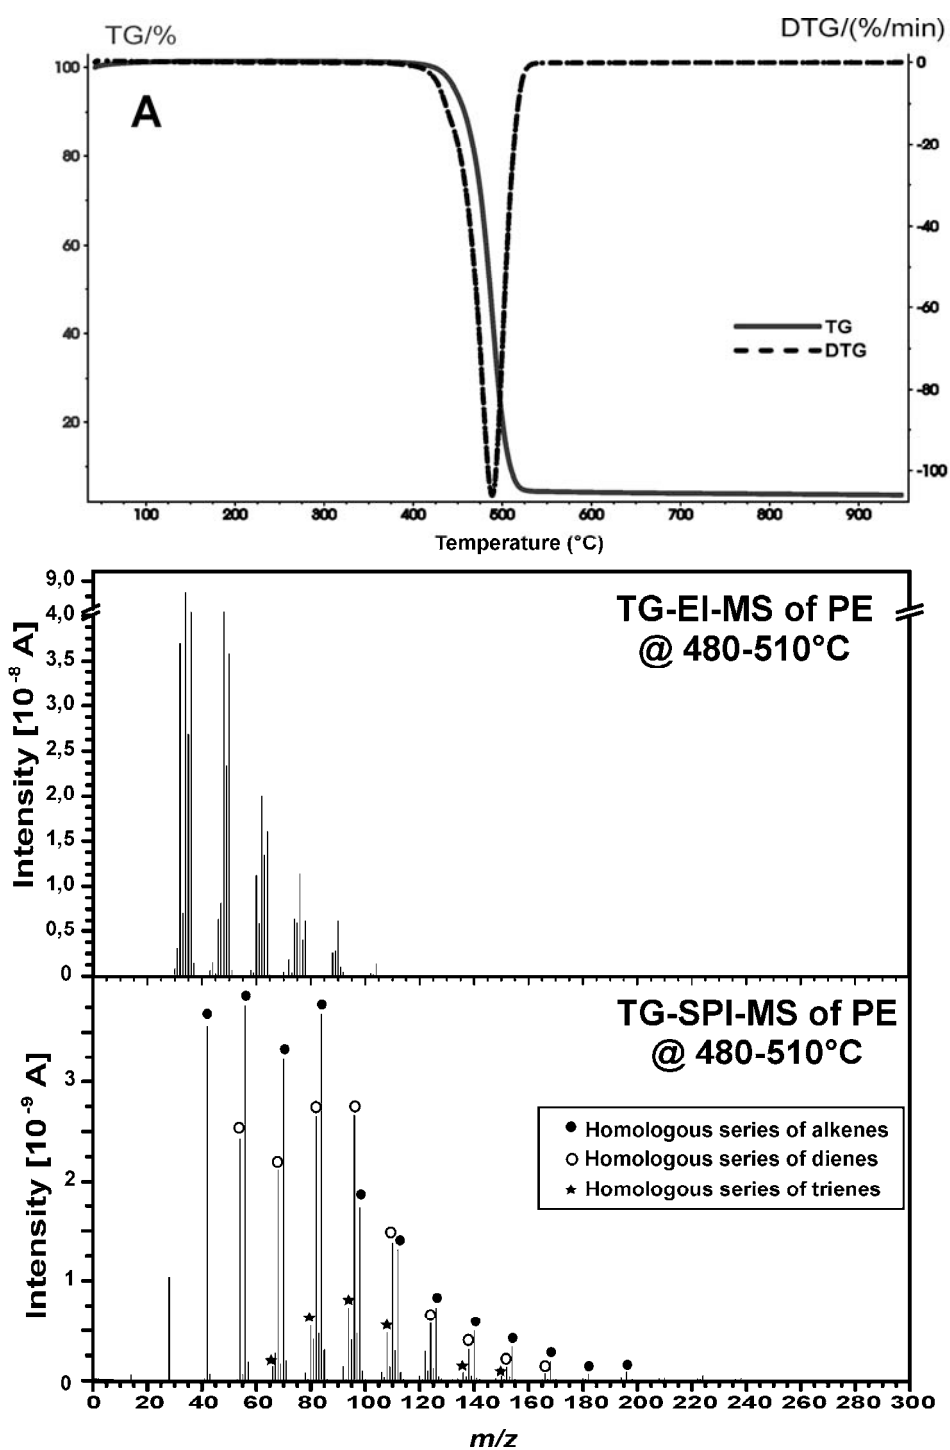 TG/%
DTG/(%/min)
A
100
80
60
40
20
0
-20
-40
-60
-80
-100
TG
DTG
100 200 300 400 500 600 700 800 900
Temperature (°C)
9,0
4,0
3,5
3,0
2,5
2,0
1,5
1,0
0,5
0
Intensity [10⁻⁸ A]
TG-EI-MS of PE
@ 480-510°C
TG-SPI-MS of PE
@ 480-510°C
Homologous series of alkenes
Homologous series of dienes
Homologous series of trienes
3
2
1
0
Intensity [10⁻⁹ A]
0 20 40 60 80 100 120 140 160 180 200 220 240 260 280 300
m/z